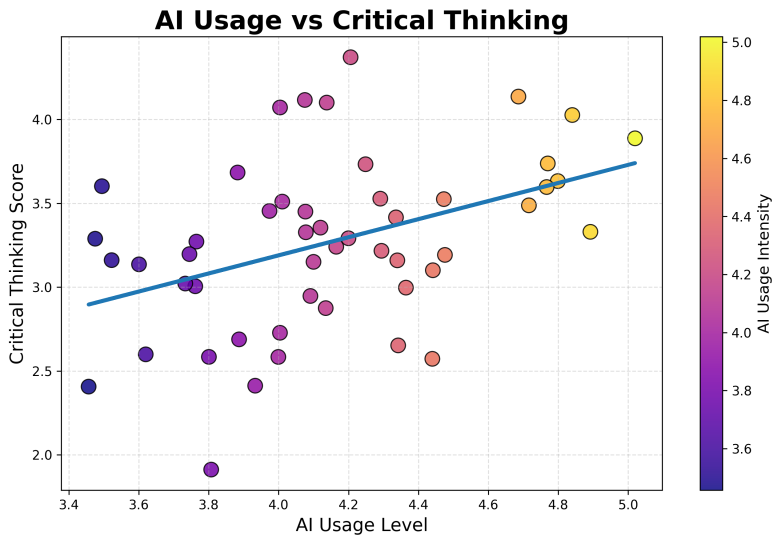 AI Usage vs Critical Thinking
Critical Thinking Score
4.0
3.5
3.0
2.5
2.0
3.4 3.6 3.8 4.0 4.2 4.4 4.6 4.8 5.0
AI Usage Level
5.0
4.8
4.6
4.4
4.2
4.0
3.8
3.6
AI Usage Intensity